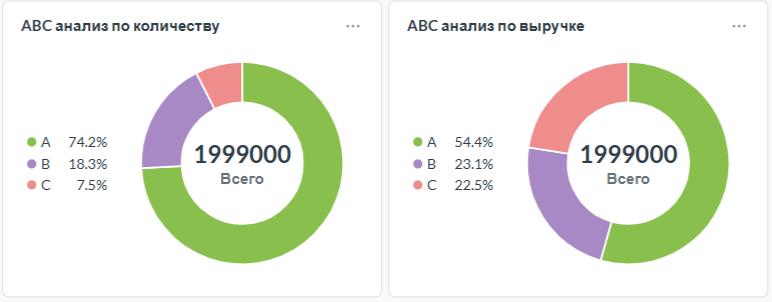 ABC анализ по количеству
A 74.2%
B 18.3%
C 7.5%
1999000
Всего
ABC анализ по выручке
A 54.4%
B 23.1%
C 22.5%
1999000
Всего